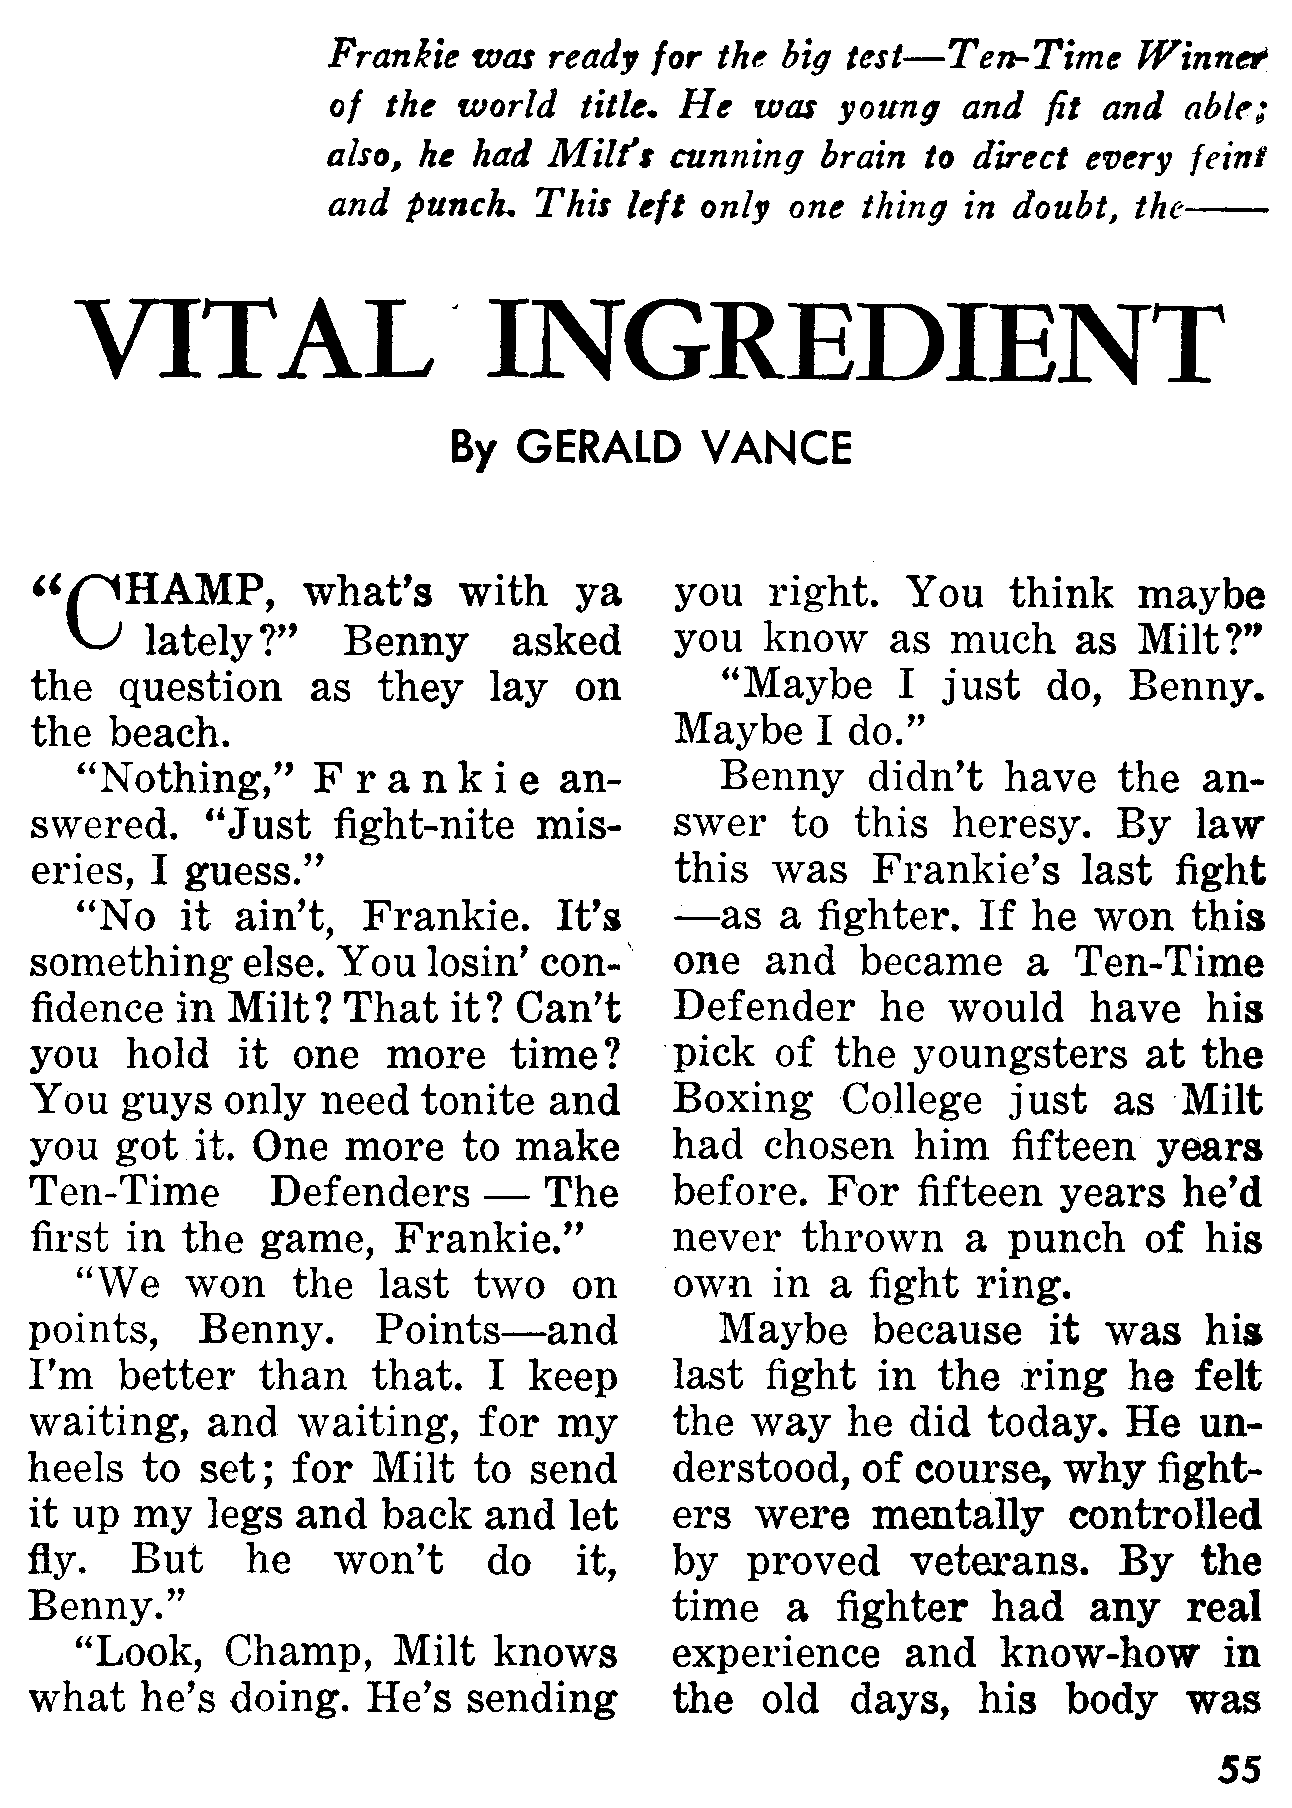 Frankie was ready for the big test—Ten-Time Winner
of the world title. He was young and fit and able;
also, he had Milt's cunning brain to direct every feint
and punch. This left only one thing in doubt, the——
VITAL INGREDIENT
By GERALD VANCE
"CHAMP, what's with ya
lately?" Benny asked
the question as they lay on
the beach.
"Nothing," Frankie an-
swered. "Just fight-nite mis-
eries, I guess."
"No it ain't, Frankie. It's
something else. You losin' con-
fidence in Milt? That it? Can't
you hold it one more time?
You guys only need tonite and
you got it. One more to make
Ten-Time Defenders — The
first in the game, Frankie."
"We won the last two on
points, Benny. Points—and
I'm better than that. I keep
waiting, and waiting, for my
heels to set; for Milt to send
it up my legs and back and let
fly. But he won't do it,
Benny."
"Look, Champ, Milt knows
what he's doing. He's sending
you right. You think maybe
you know as much as Milt?"
"Maybe I just do, Benny.
Maybe I do."
Benny didn't have the an-
swer to this heresy. By law
this was Frankie's last fight
—as a fighter. If he won this
one and became a Ten-Time
Defender he would have his
pick of the youngsters at the
Boxing College just as Milt
had chosen him fifteen years
before. For fifteen years he'd
never thrown a punch of his
own in a fight ring.
Maybe because it was his
last fight in the ring he felt
the way he did today. He un-
derstood, of course, why fight-
ers were mentally controlled
by proved veterans. By the
time a fighter had any real
experience and know-how in
the old days, his body was
55